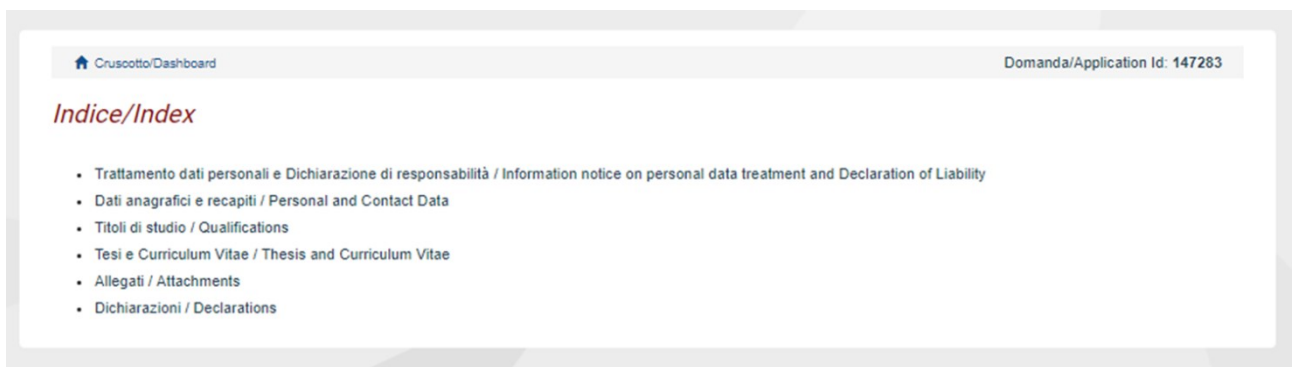 Cruscotto/Dashboard
Domanda/Application Id: 147283
Indice/Index
Trattamento dati personali e Dichiarazione di responsabilità / Information notice on personal data treatment and Declaration of Liability
Dati anagrafici e recapiti / Personal and Contact Data
Titoli di studio / Qualifications
Tesi e Curriculum Vitae / Thesis and Curriculum Vitae
Allegati / Attachments
Dichiarazioni / Declarations